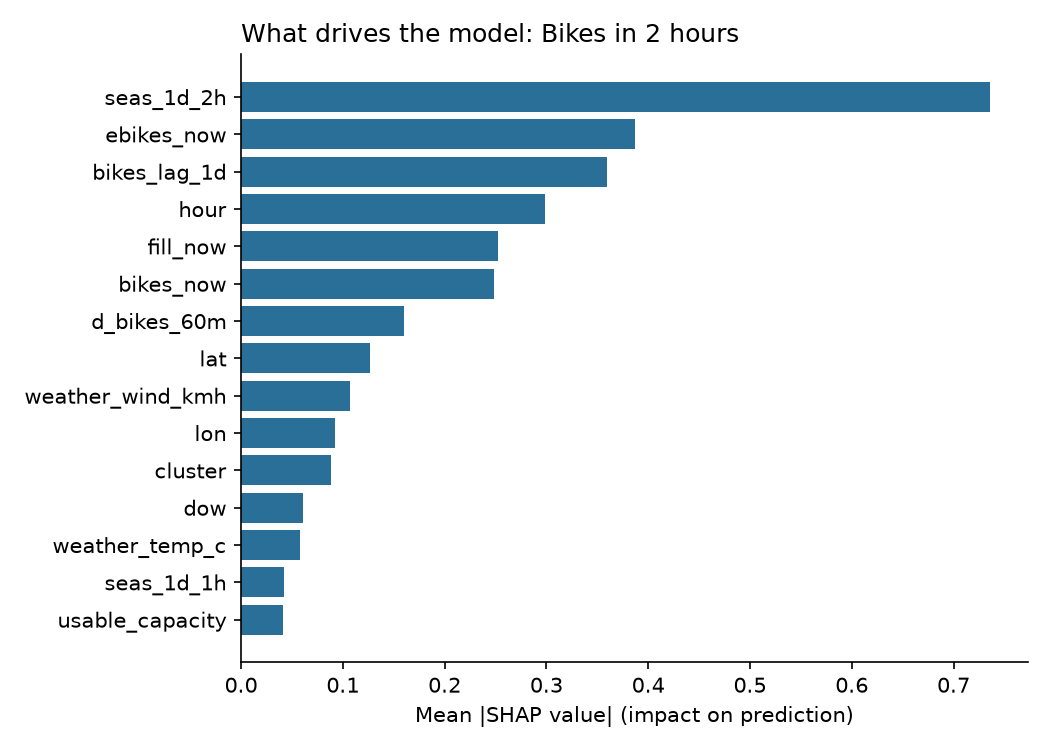 What drives the model: Bikes in 2 hours
seas_1d_2h
ebikes_now
bikes_lag_1d
hour
fill_now
bikes_now
d_bikes_60m
lat
weather_wind_kmh
lon
cluster
dow
weather_temp_c
seas_1d_1h
usable_capacity
0.0 0.1 0.2 0.3 0.4 0.5 0.6 0.7
Mean |SHAP value| (impact on prediction)